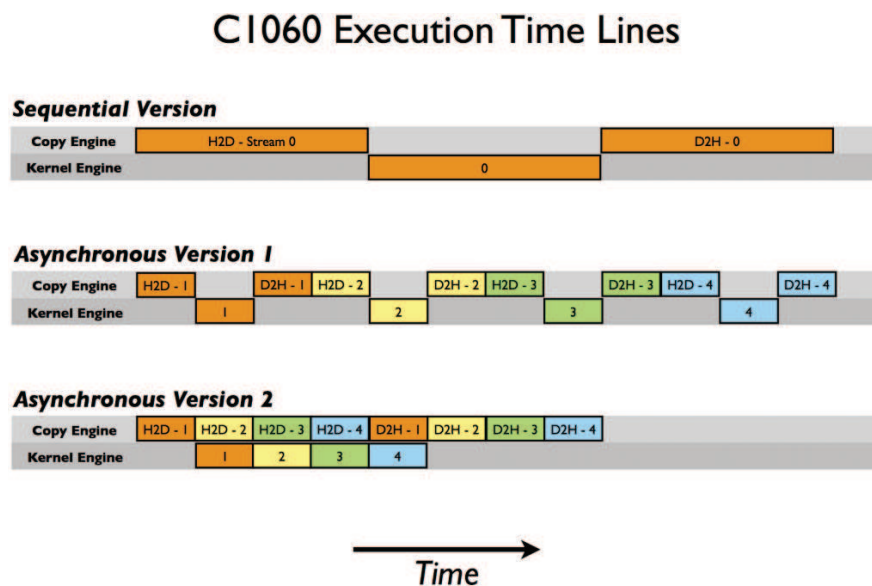 C1060 Execution Time Lines
Sequential Version
Copy Engine H2D - Stream 0 D2H - 0
Kernel Engine 0
Asynchronous Version 1
Copy Engine H2D - 1 D2H - 1 H2D - 2 D2H - 2 H2D - 3 D2H - 3 H2D - 4 D2H - 4
Kernel Engine 1 2 3 4
Asynchronous Version 2
Copy Engine H2D - 1 H2D - 2 H2D - 3 H2D - 4 D2H - 1 D2H - 2 D2H - 3 D2H - 4
Kernel Engine 1 2 3 4
Time